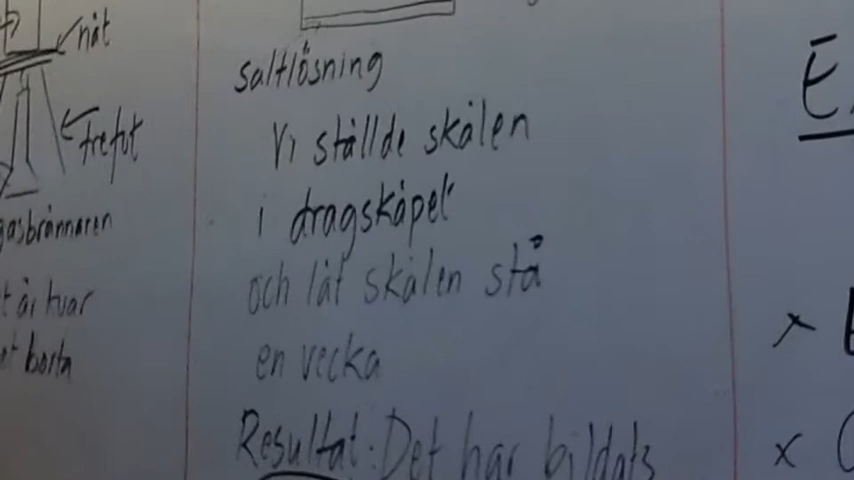 nät
trefot
gasbrännaren
är kvar
borta
saltlösning
Vi ställde skålen
i dragskåpet
och lät skålen stå
en vecka
Resultat: Det har bildats
E
x
x